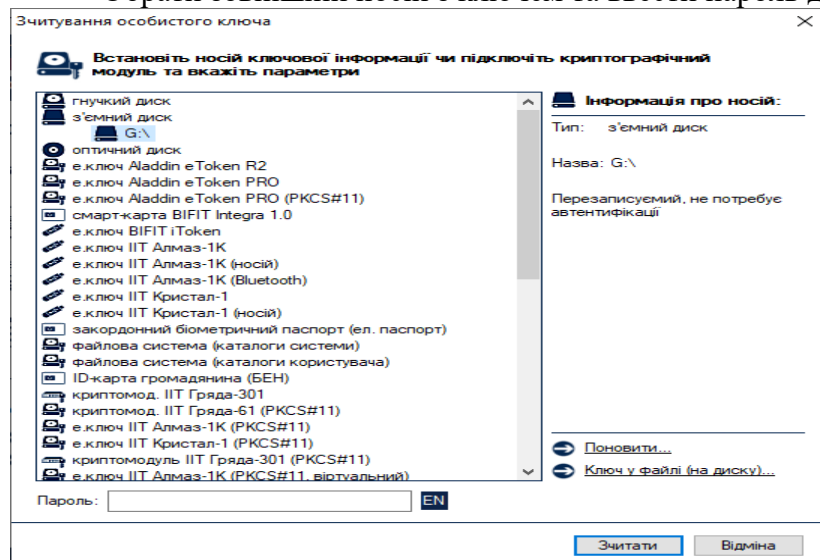 Зчитування особистого ключа
Встановіть носій ключової інформації чи підключіть криптографічний
модуль та вкажіть параметри
гнучкий диск
з'ємний диск
G:\
оптичний диск
е.ключ Aladdin eToken R2
е.ключ Aladdin eToken PRO
е.ключ Aladdin eToken PRO (PKCS#11)
смарт-карта BIFIT Integra 1.0
е.ключ BIFIT iToken
е.ключ ІІТ Алмаз-1К
е.ключ ІІТ Алмаз-1К (носій)
е.ключ ІІТ Алмаз-1К (Bluetooth)
е.ключ ІІТ Кристал-1
е.ключ ІІТ Кристал-1 (носій)
закордонний біометричний паспорт (ел. паспорт)
файлова система (каталоги системи)
файлова система (каталоги користувача)
ID-карта громадянина (БЕН)
криптомод. ІІТ Гряда-301
криптомод. ІІТ Гряда-61 (PKCS#11)
е.ключ ІІТ Алмаз-1К (PKCS#11)
е.ключ ІІТ Кристал-1 (PKCS#11)
криптомодуль ІІТ Гряда-301 (PKCS#11)
е.ключ ІІТ Алмаз-1К (PKCS#11, віртуальний)
Інформація про носій:
Тип: з'ємний диск
Назва: G:\
Перезаписуємий, не потребує
автентифікації
Поновити...
Ключ у файлі (на диску)...
Пароль:
EN
Зчитати
Відміна